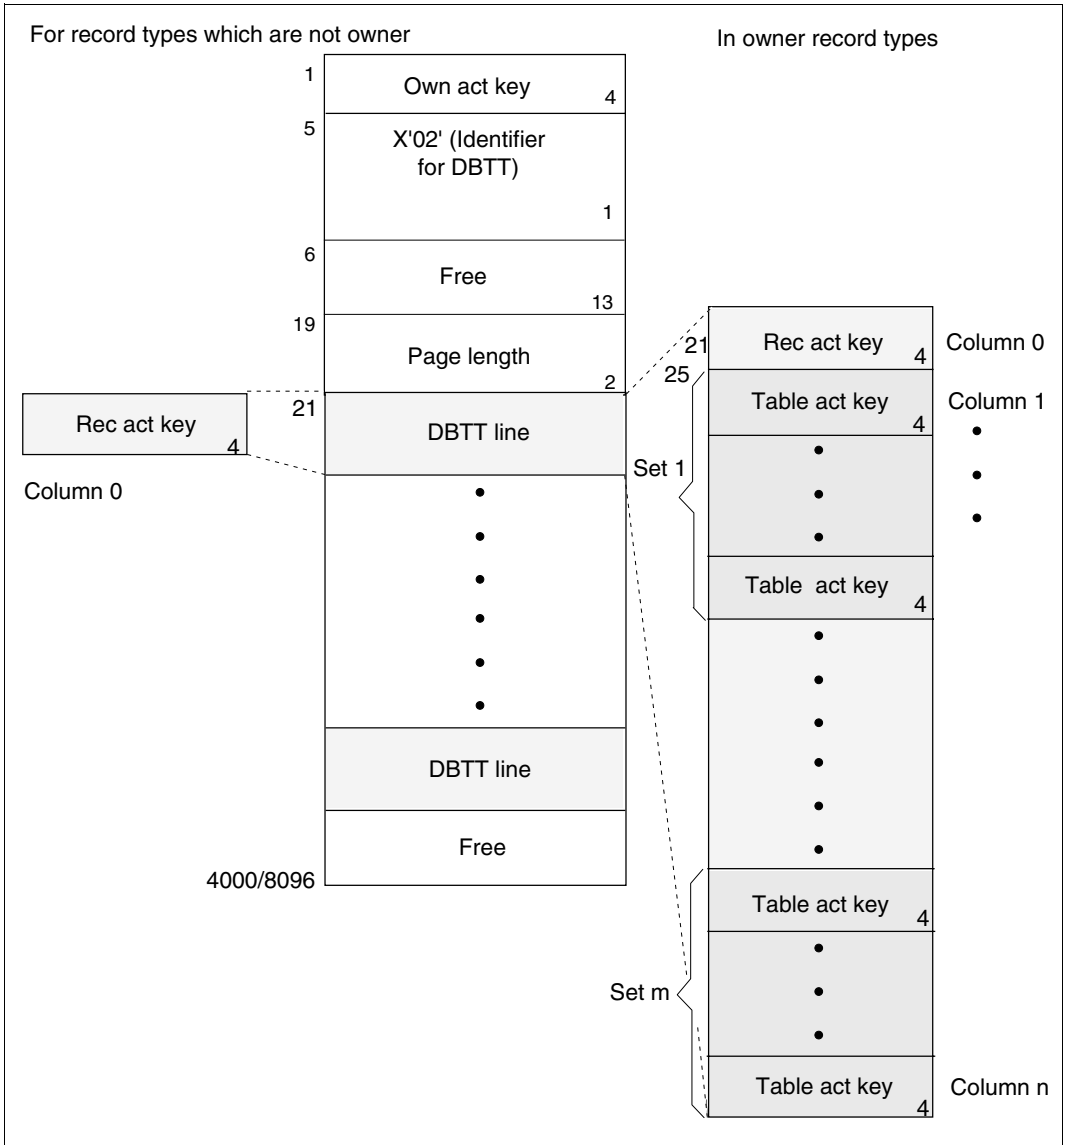 For record types which are not owner
In owner record types
1
Own act key
4
5
X'02' (Identifier
for DBTT)
1
6
Free
13
19
Page length
2
21
Rec act key
4
Column 0
25
Table act key
4
Column 1
Rec act key
4
Column 0
21
DBTT line
Set 1
Table act key
4
DBTT line
Free
4000/8096
Table act key
4
Set m
Table act key
4
Column n